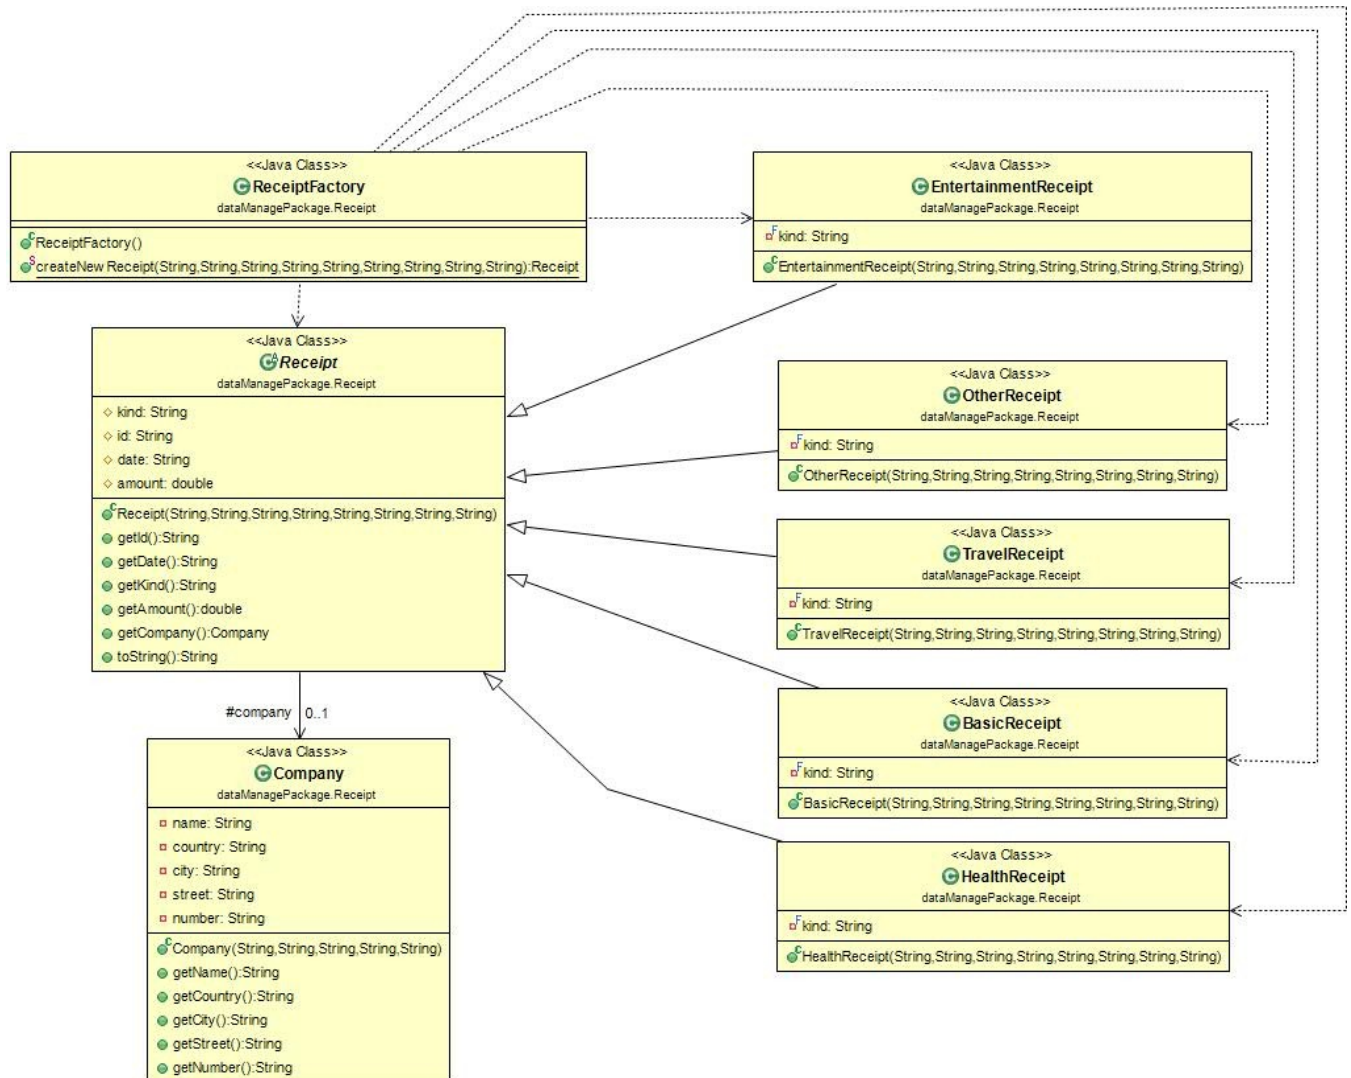 <<Java Class>>
ReceiptFactory
dataManagePackage.Receipt
ReceiptFactory()
createNew Receipt(String,String,String,String,String,String,String,String,String):Receipt
<<Java Class>>
EntertainmentReceipt
dataManagePackage.Receipt
kind: String
EntertainmentReceipt(String,String,String,String,String,String,String,String)
<<Java Class>>
Receipt
dataManagePackage.Receipt
kind: String
id: String
date: String
amount: double
Receipt(String,String,String,String,String,String,String,String)
getId():String
getDate():String
getKind():String
getAmount():double
getCompany():Company
toString():String
<<Java Class>>
OtherReceipt
dataManagePackage.Receipt
kind: String
OtherReceipt(String,String,String,String,String,String,String,String)
<<Java Class>>
TravelReceipt
dataManagePackage.Receipt
kind: String
TravelReceipt(String,String,String,String,String,String,String,String)
<<Java Class>>
BasicReceipt
dataManagePackage.Receipt
kind: String
BasicReceipt(String,String,String,String,String,String,String,String)
<<Java Class>>
HealthReceipt
dataManagePackage.Receipt
kind: String
HealthReceipt(String,String,String,String,String,String,String,String)
#company 0..1
<<Java Class>>
Company
dataManagePackage.Receipt
name: String
country: String
city: String
street: String
number: String
Company(String,String,String,String,String)
getName():String
getCountry():String
getCity():String
getStreet():String
getNumber():String